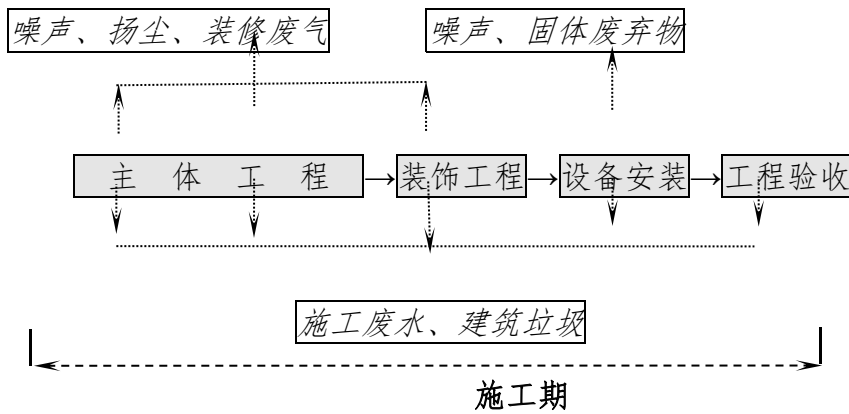 噪声、扬尘、装修废气
噪声、固体废弃物
主体工程→装饰工程→设备安装→工程验收
施工废水、建筑垃圾
施工期